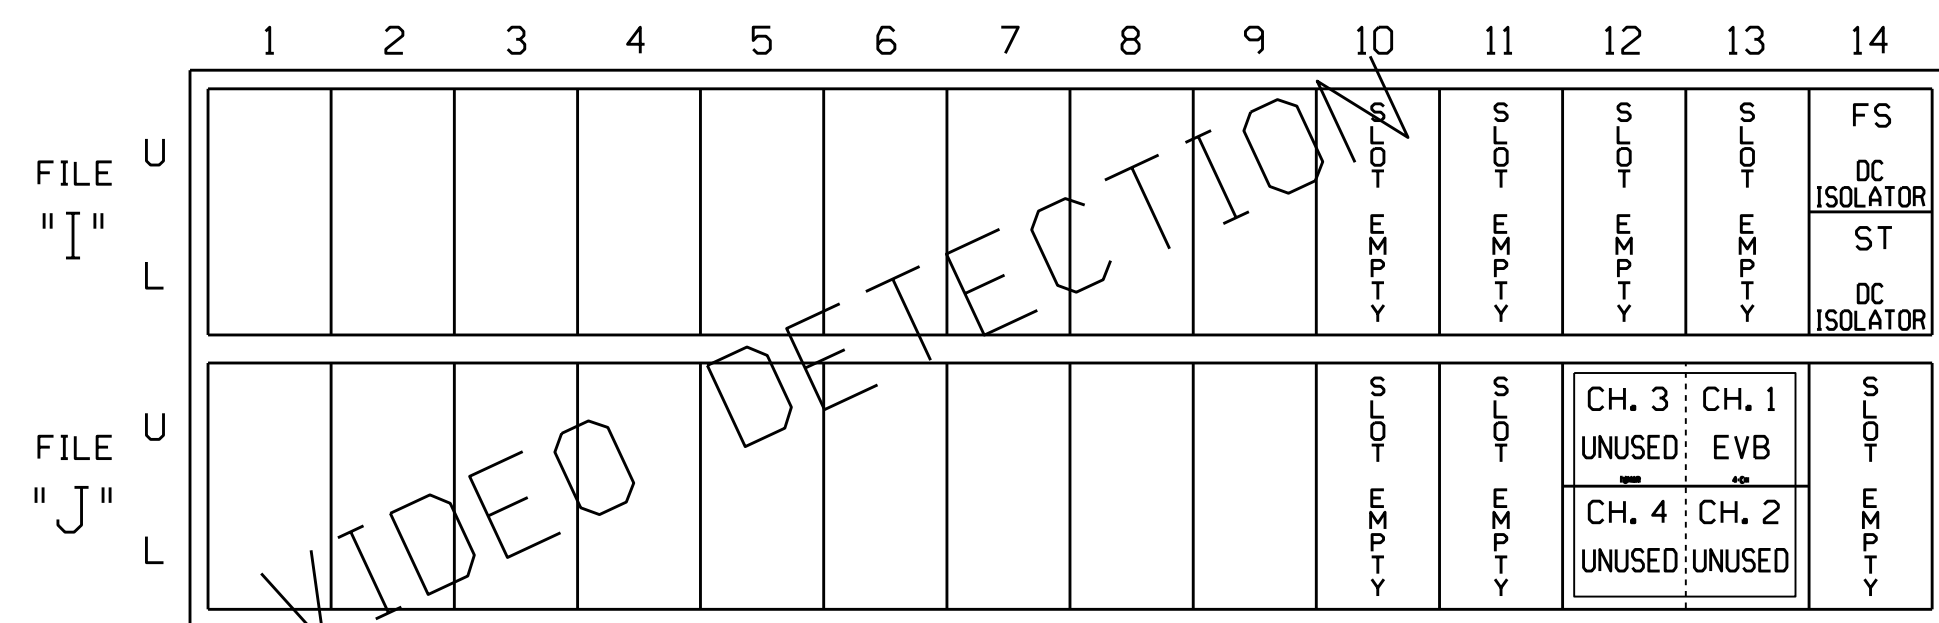 1 2 3 4 5 6 7 8 9 10 11 12 13 14
FILE "I"
U
L
VIDEO DETECTION
SLOT EMPTY
SLOT EMPTY
SLOT EMPTY
SLOT EMPTY
FS
DC
ISOLATOR
ST
DC
ISOLATOR
FILE "J"
U
L
SLOT EMPTY
SLOT EMPTY
CH. 3
UNUSED
CH. 1
EVB
CH. 4
UNUSED
CH. 2
UNUSED
SLOT EMPTY